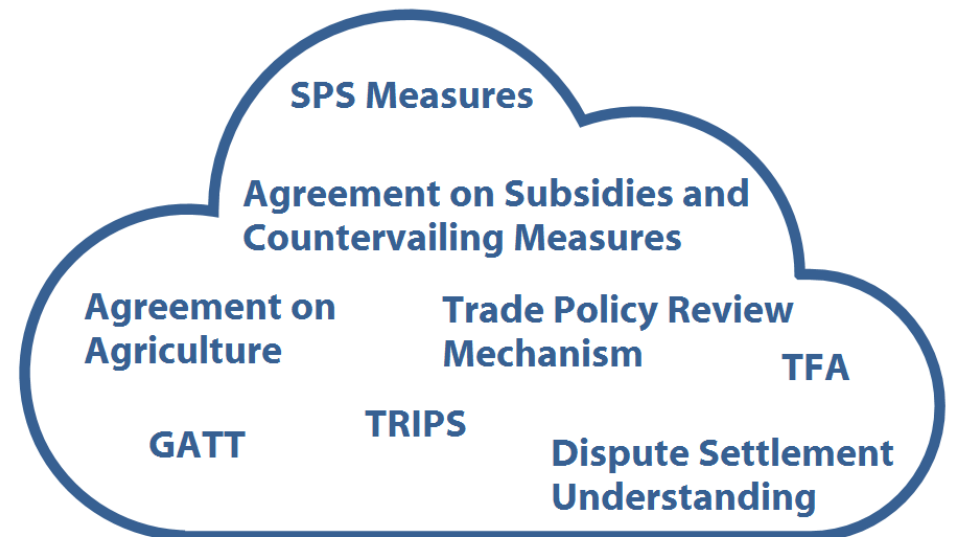 SPS Measures
Agreement on Subsidies and
Countervailing Measures
Agreement on
Agriculture
Trade Policy Review
Mechanism
TFA
TRIPS
GATT
Dispute Settlement
Understanding